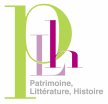 PLH
Patrimoine,
Littérature, Histoire